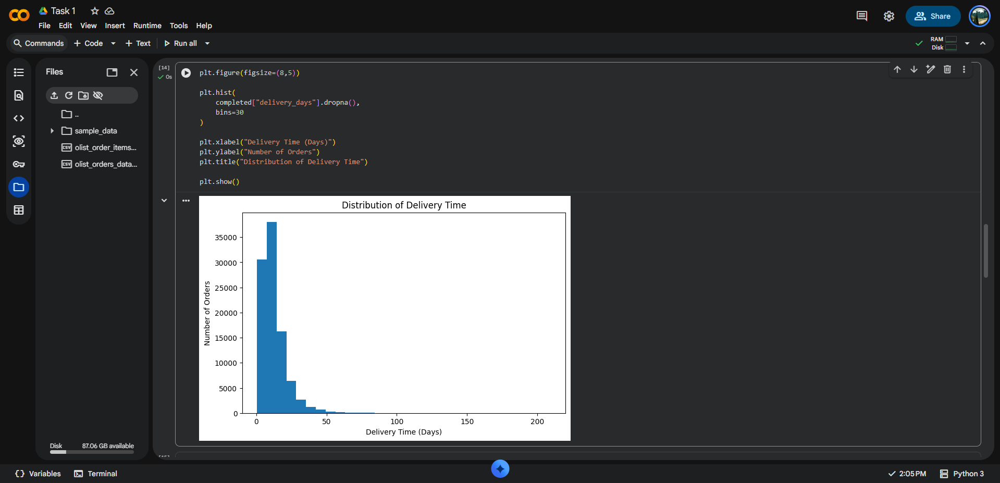 Task 1
File Edit View Insert Runtime Tools Help
Share
Commands + Code + Text Run all
RAM
Disk
Files
..
sample_data
olist_order_items...
olist_orders_data...
Disk 87.06 GB available
[14]
0s
plt.figure(figsize=(8,5))
plt.hist(
completed["delivery_days"].dropna(),
bins=30
)
plt.xlabel("Delivery Time (Days)")
plt.ylabel("Number of Orders")
plt.title("Distribution of Delivery Time")
plt.show()
Distribution of Delivery Time
Number of Orders
35000
30000
25000
20000
15000
10000
5000
0
0 50 100 150 200
Delivery Time (Days)
Variables Terminal
2:05 PM Python 3